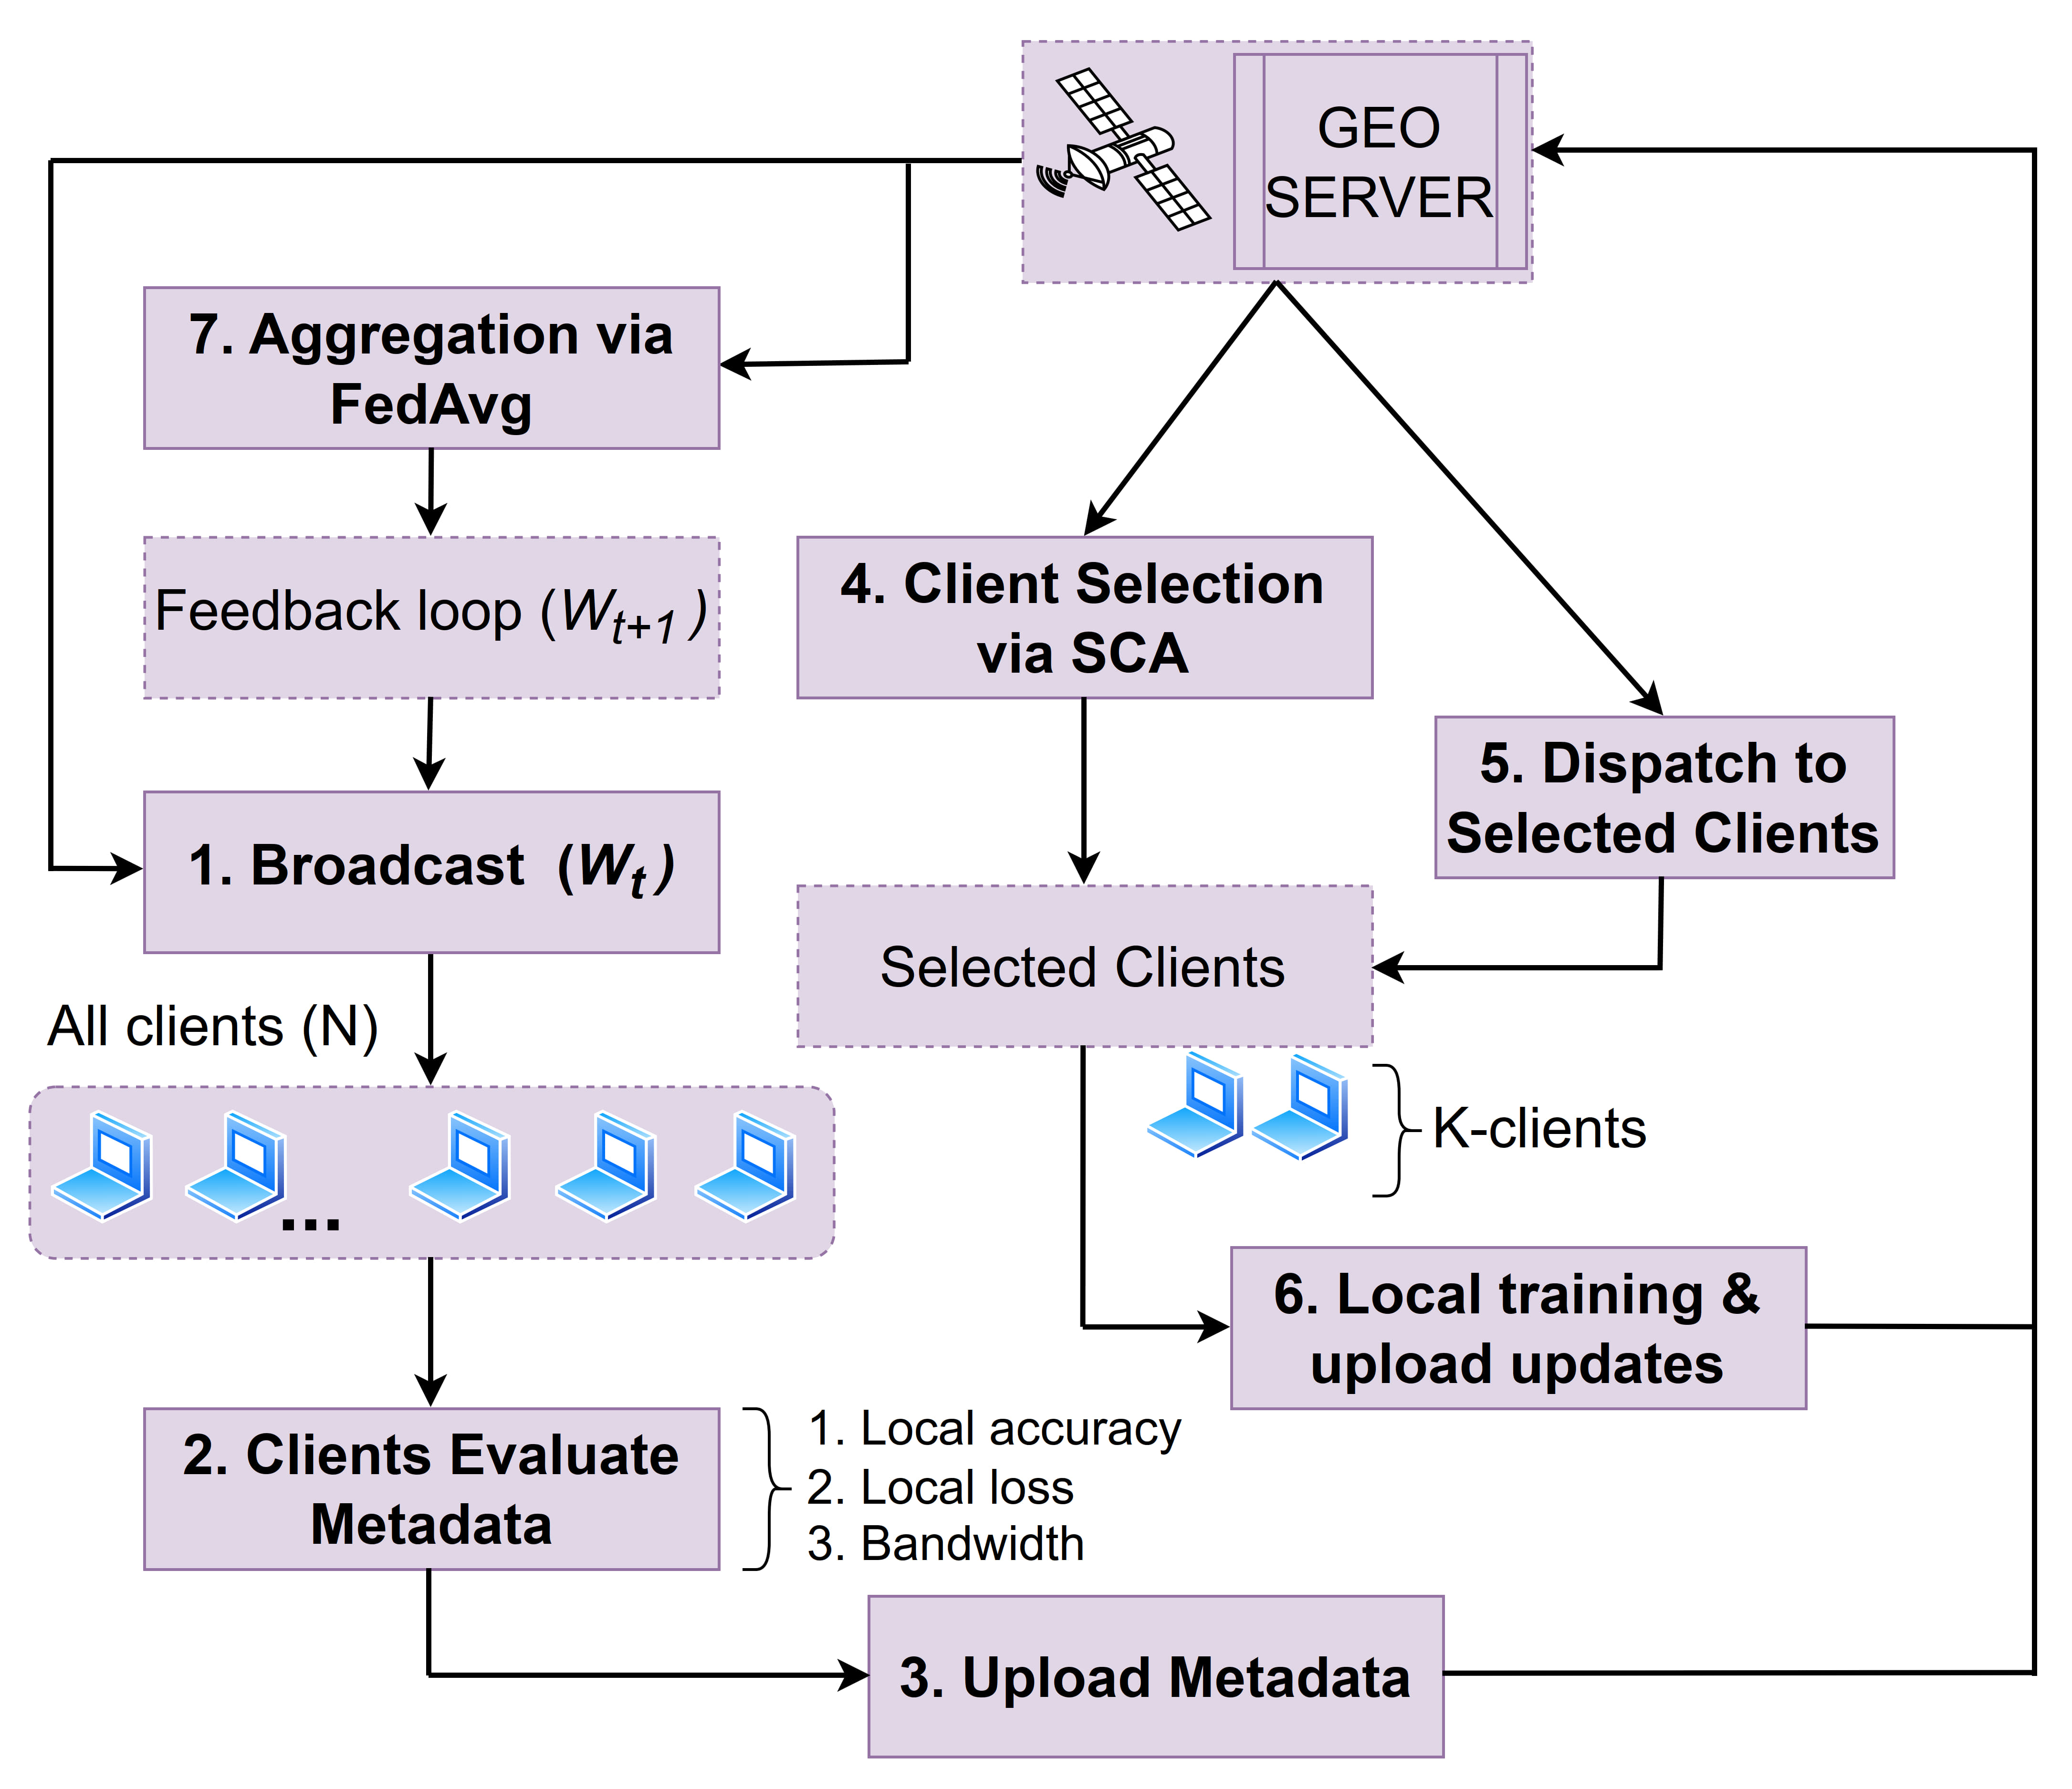 GEO
SERVER
7. Aggregation via
FedAvg
Feedback loop (Wt+1 )
4. Client Selection
via SCA
5. Dispatch to
Selected Clients
1. Broadcast (Wt )
Selected Clients
All clients (N)
...
K-clients
6. Local training &
upload updates
2. Clients Evaluate
Metadata
1. Local accuracy
2. Local loss
3. Bandwidth
3. Upload Metadata